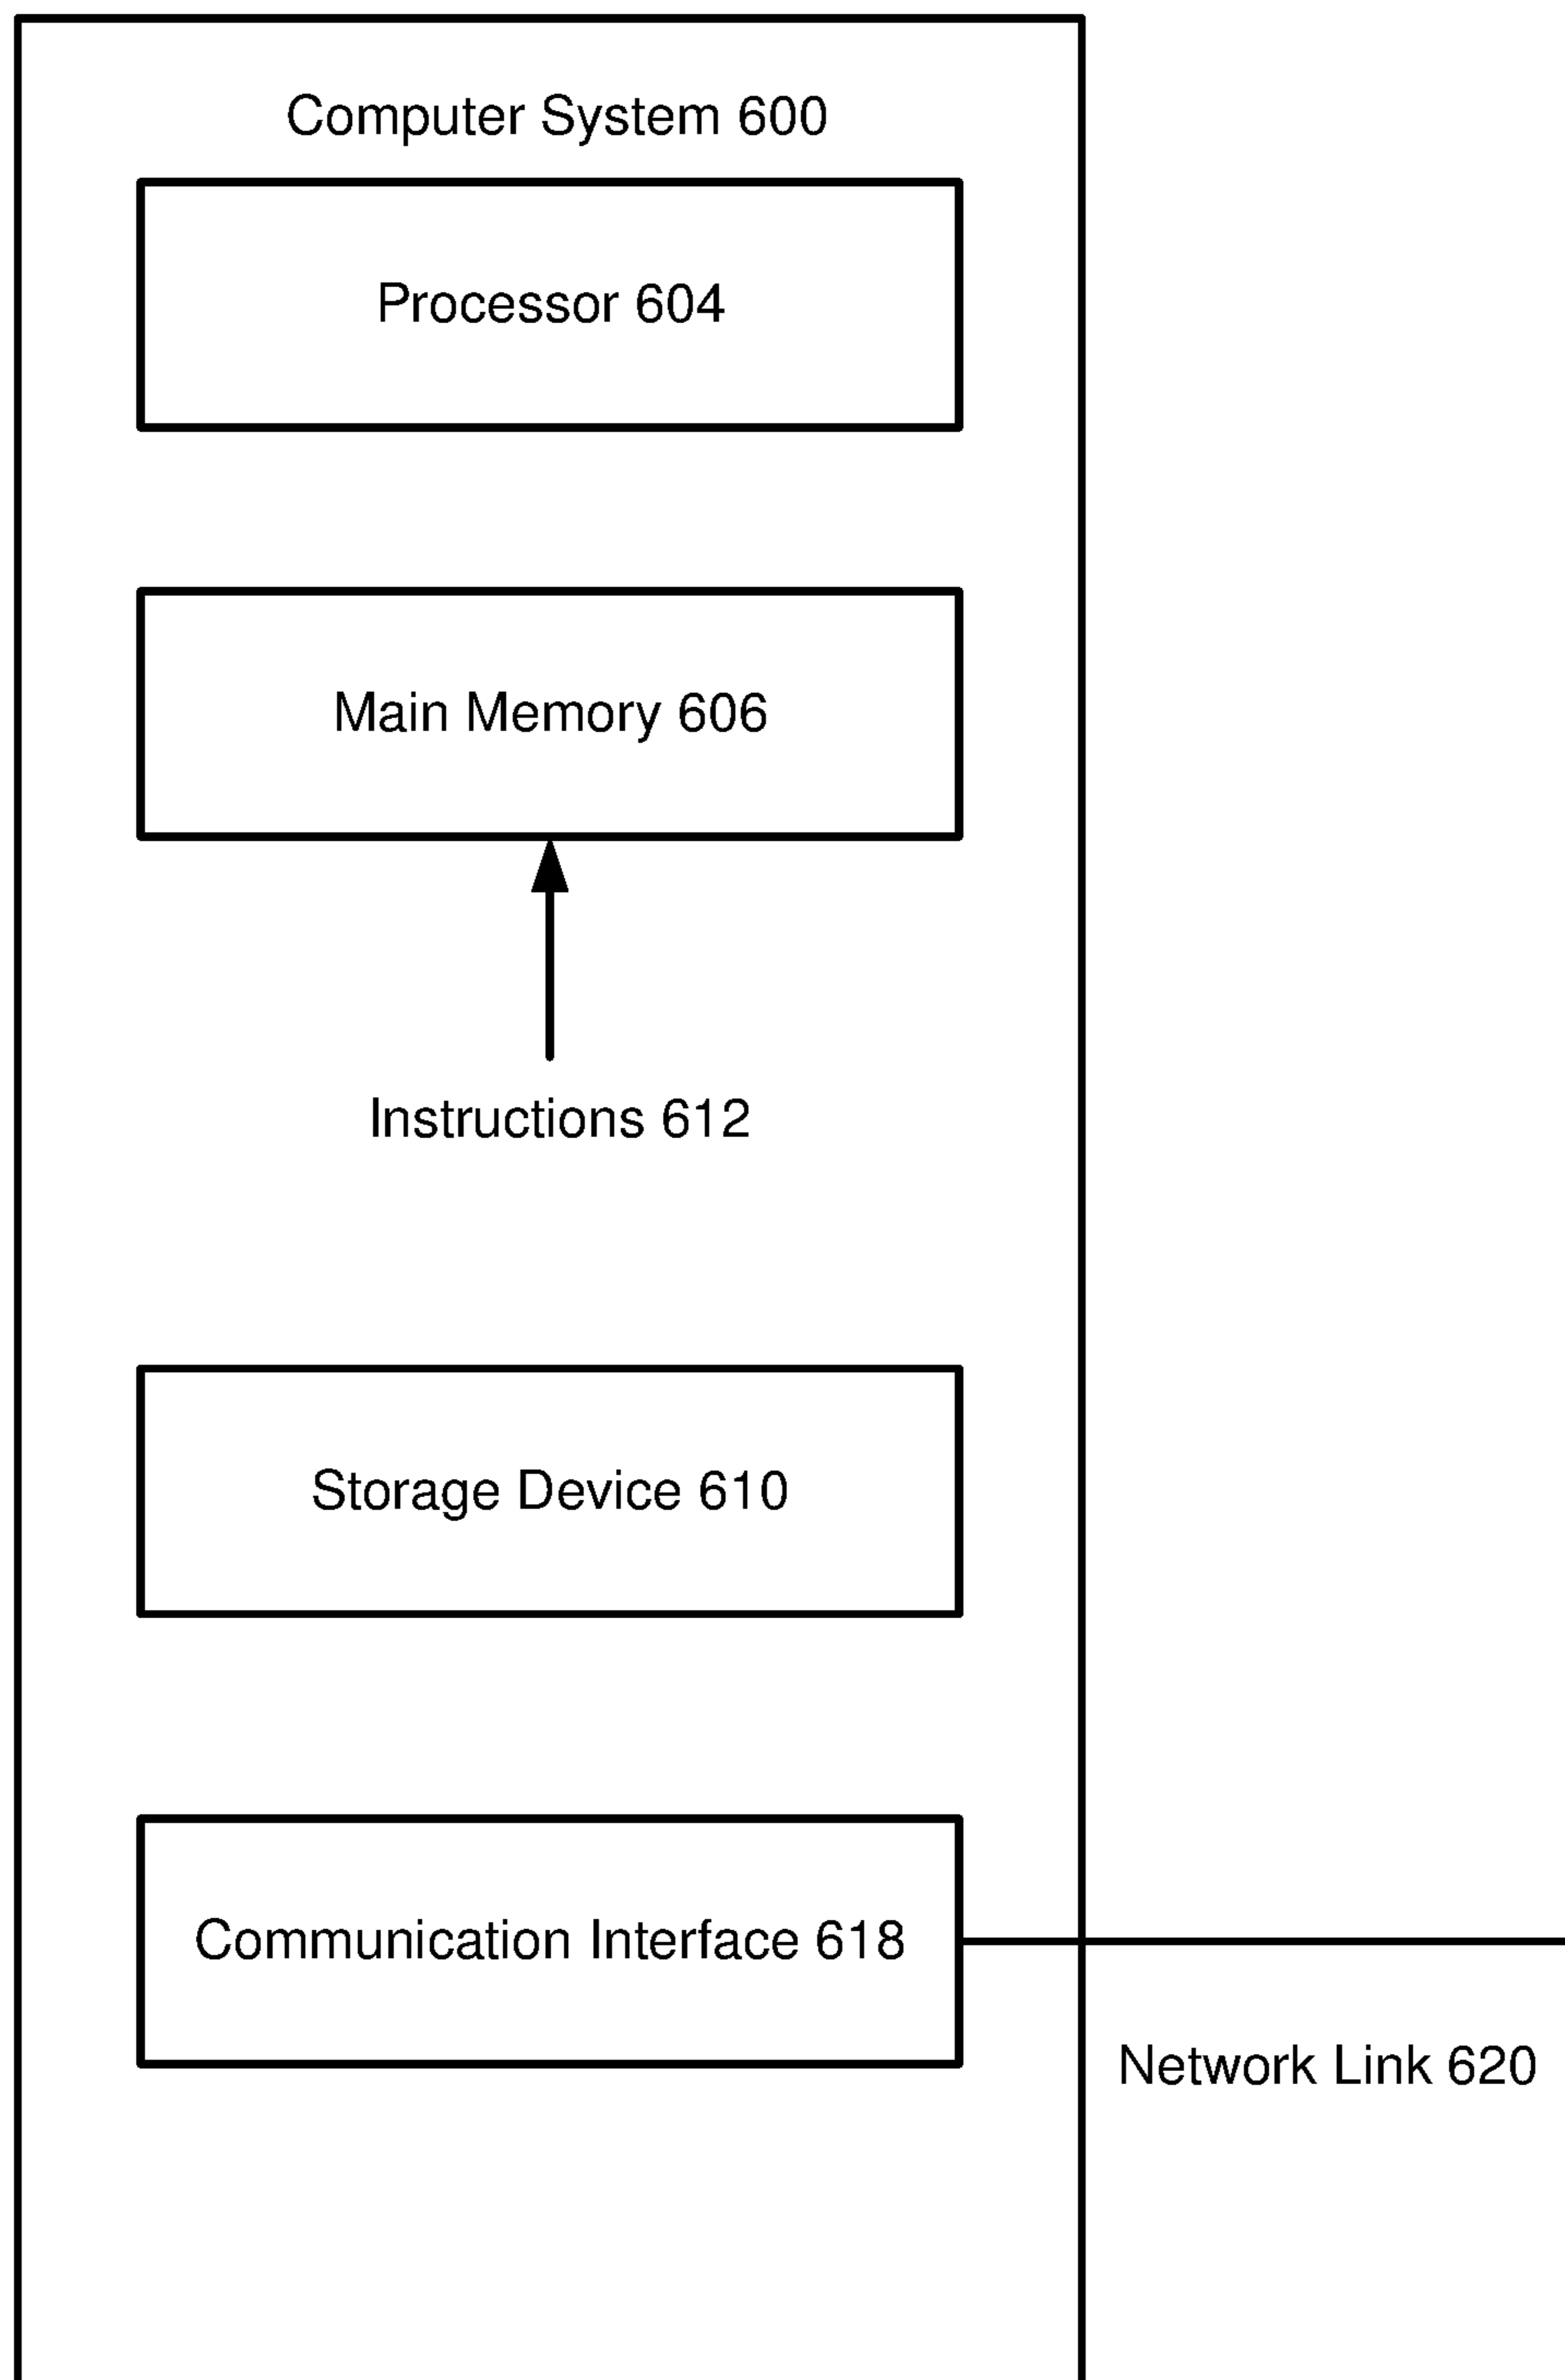 Computer System 600
Processor 604
Main Memory 606
Instructions 612
Storage Device 610
Communication Interface 618
Network Link 620